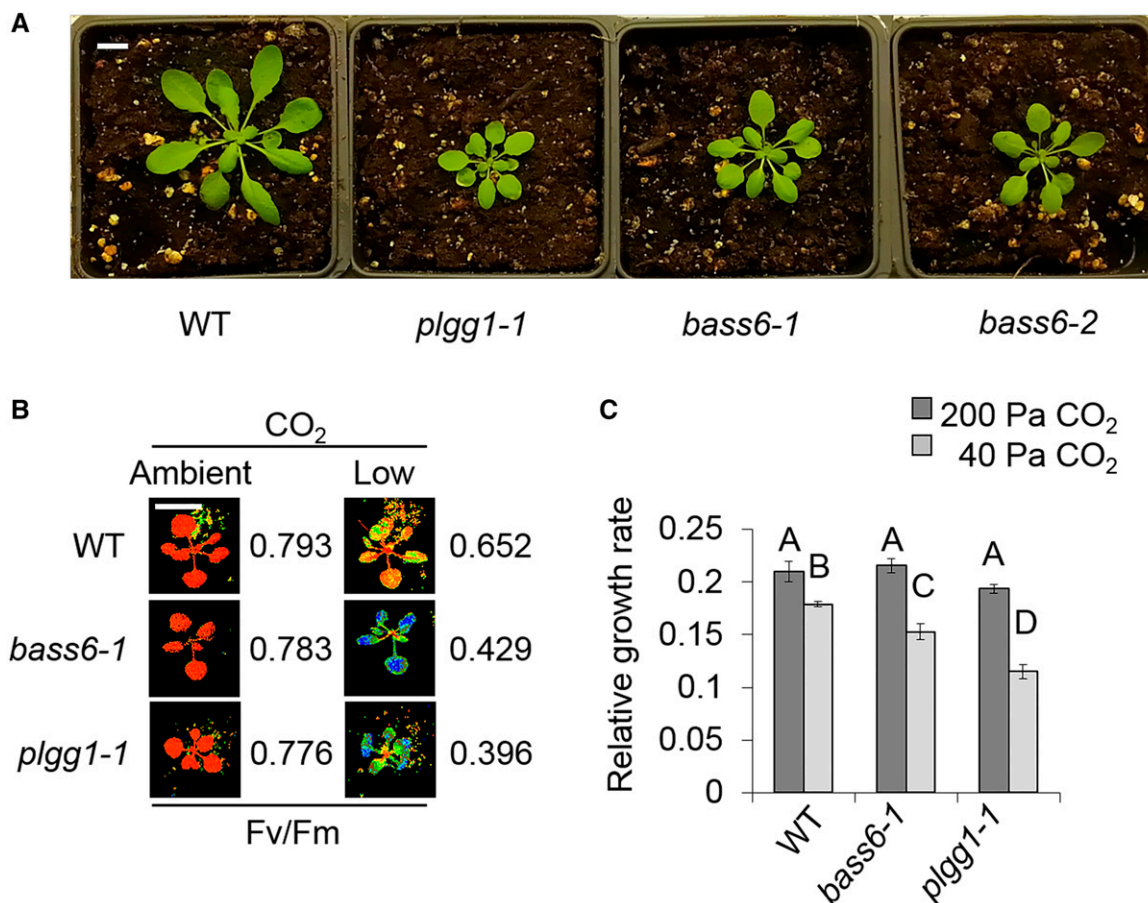 A
WT plgg1-1 bass6-1 bass6-2
B
CO₂
Ambient Low
WT 0.793 0.652
bass6-1 0.783 0.429
plgg1-1 0.776 0.396
Fv/Fm
C
200 Pa CO₂
40 Pa CO₂
Relative growth rate
0.25
0.2
0.15
0.1
0.05
0
A B A C A D
WT bass6-1 plgg1-1